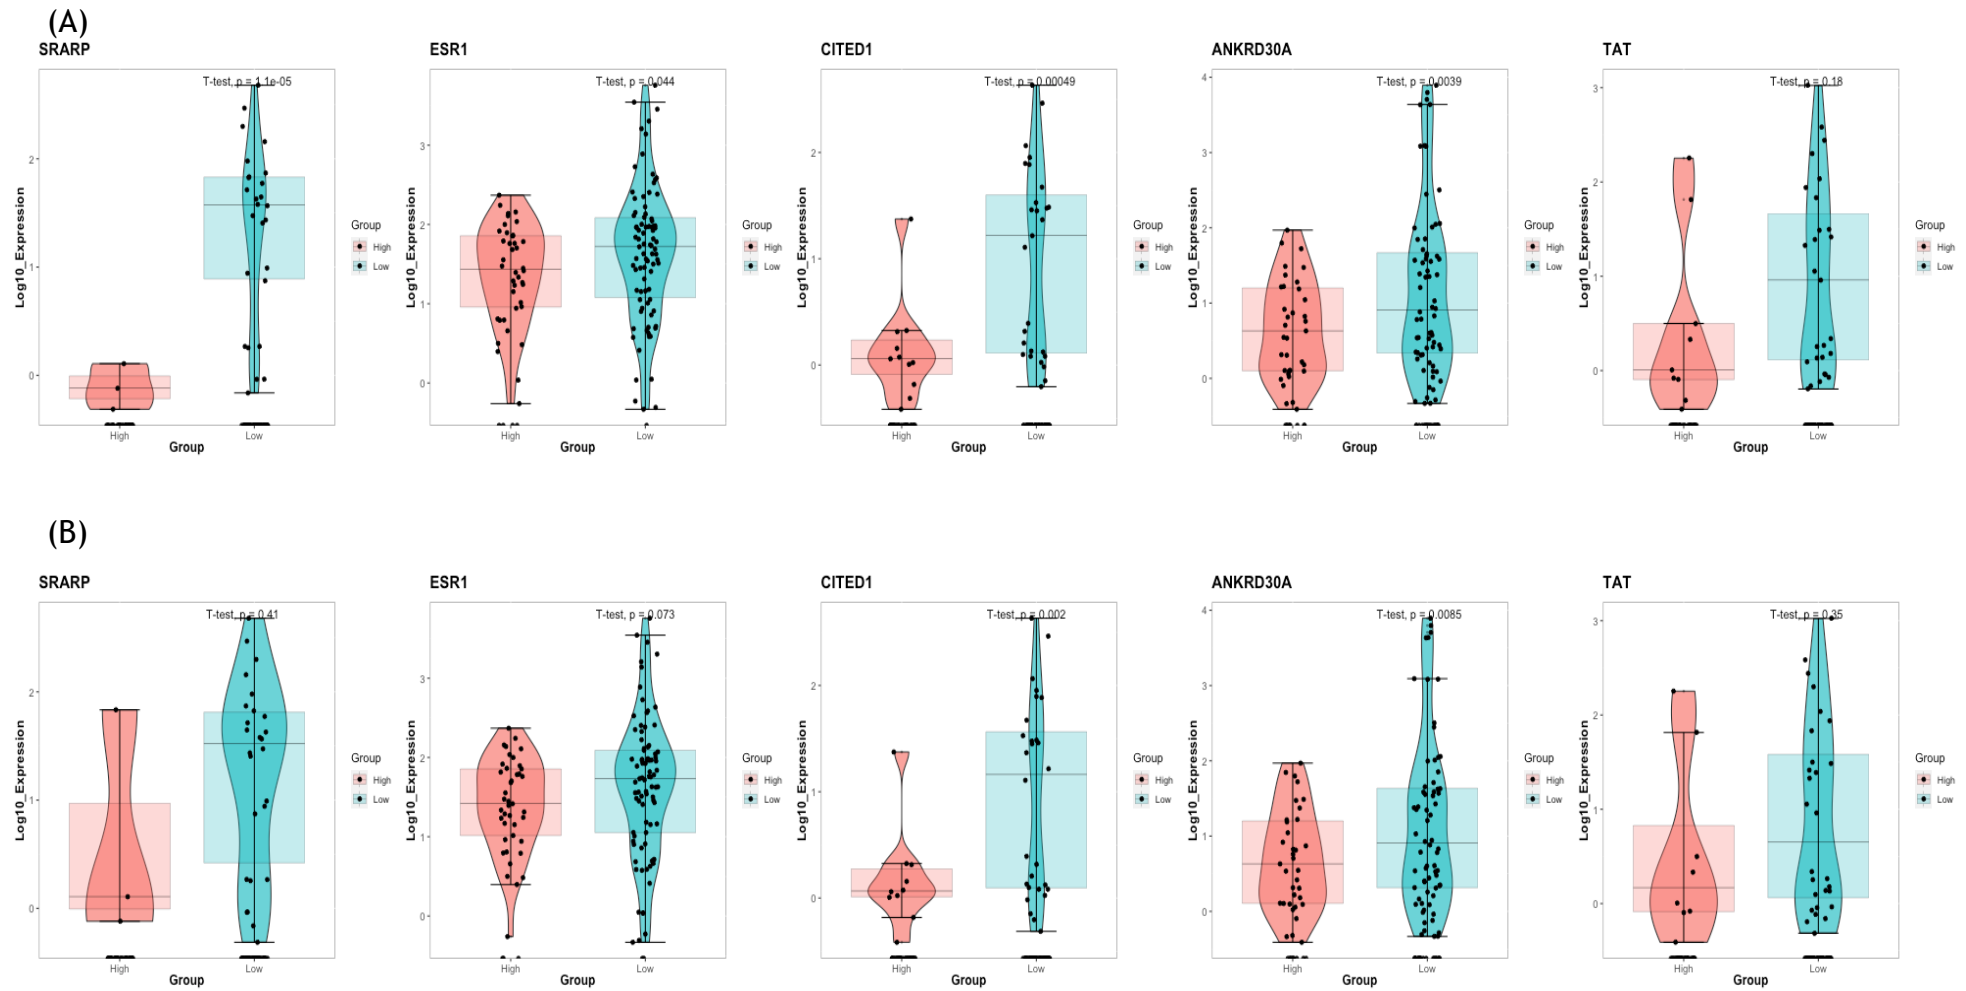 (A)
SRARP ESR1 CITED1 ANKRD30A TAT
T-test, p = 1.1e-05 T-test, p = 0.044 T-test, p = 0.00049 T-test, p = 0.0039 T-test, p = 0.18
Log10_Expression
2
1
0
High Low
Group
Group
High
Low
Log10_Expression
3
2
1
0
High Low
Group
Group
High
Low
Log10_Expression
2
1
0
High Low
Group
Group
High
Low
Log10_Expression
4
3
2
1
0
High Low
Group
Group
High
Low
Log10_Expression
3
2
1
0
High Low
Group
Group
High
Low
(B)
SRARP ESR1 CITED1 ANKRD30A TAT
T-test, p = 0.41 T-test, p = 0.073 T-test, p = 0.002 T-test, p = 0.0085 T-test, p = 0.35
Log10_Expression
2
1
0
High Low
Group
Group
High
Low
Log10_Expression
3
2
1
0
High Low
Group
Group
High
Low
Log10_Expression
2
1
0
High Low
Group
Group
High
Low
Log10_Expression
4
3
2
1
0
High Low
Group
Group
High
Low
Log10_Expression
3
2
1
0
High Low
Group
Group
High
Low